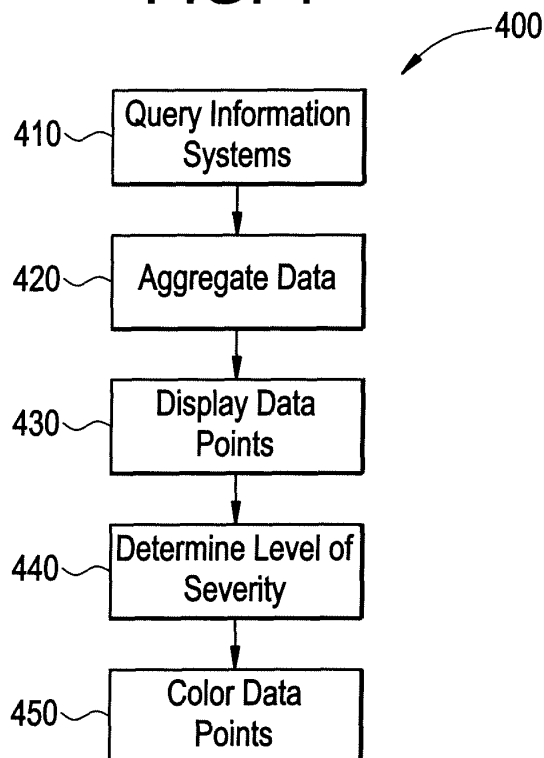 400
410
Query Information
Systems
420
Aggregate Data
430
Display Data
Points
440
Determine Level of
Severity
450
Color Data
Points